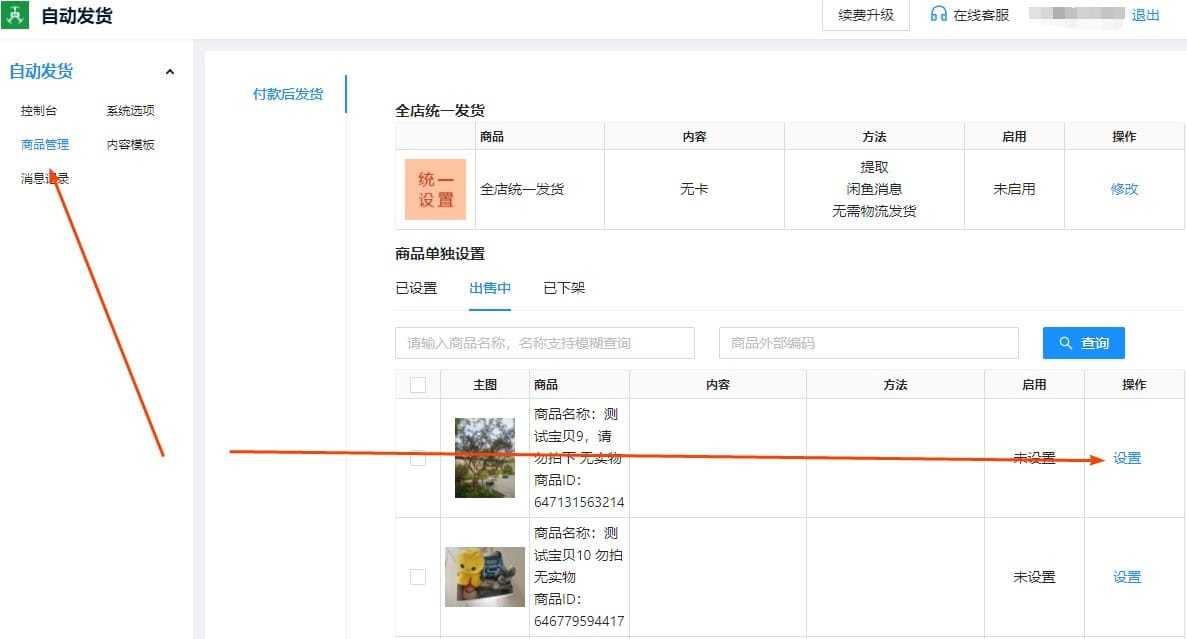 自动发货
续费升级
在线客服
退出
自动发货
控制台 系统选项
商品管理 内容模板
消息记录
付款后发货
全店统一发货
商品 内容 方法 启用 操作
统一
设置
全店统一发货
无卡
提取
闲鱼消息
无需物流发货
未启用
修改
商品单独设置
已设置 出售中 已下架
请输入商品名称，名称支持模糊查询
商品外部编码
查询
主图 商品 内容 方法 启用 操作
商品名称：测
试宝贝9，请
勿拍下 无实物
商品ID：
647131563214
未设置
设置
商品名称：测
试宝贝10 勿拍
无实物
商品ID：
646779594417
未设置
设置